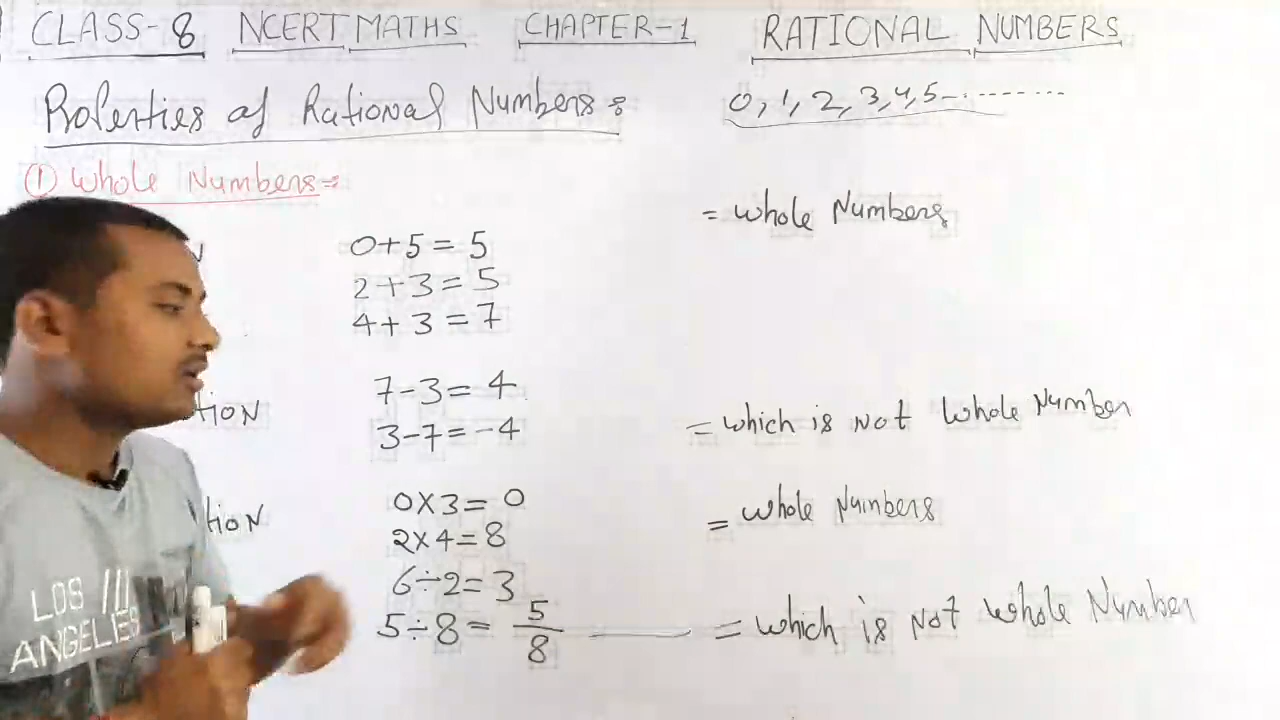 CLASS-8 NCERT MATHS CHAPTER-1 RATIONAL NUMBERS
Properties of Rational Numbers:
0, 1, 2, 3, 4, 5-.........
① Whole Numbers:-
= Whole Numbers
0+5=5
2+3=5
4+3=7
7-3=4
TION
3-7=-4 = which is not Whole Number
0×3=0
TION = Whole Numbers
2×4=8
6÷2=3
5÷8= 5/8 = which is Not Whole Number
LOS ///
ANGELES